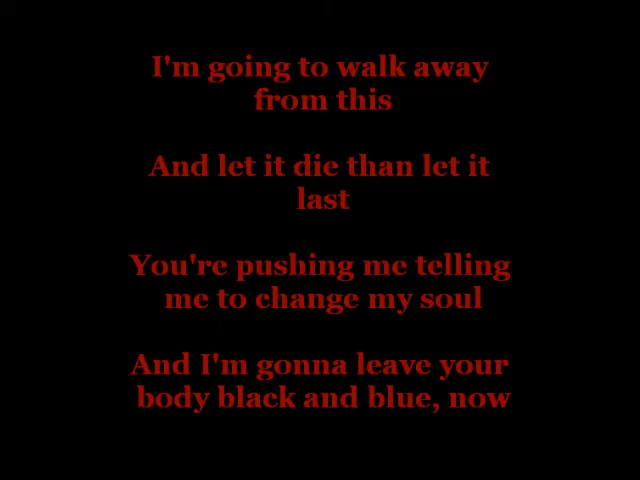 I'm going to walk away
from this
And let it die than let it
last
You're pushing me telling
me to change my soul
And I'm gonna leave your
body black and blue, now